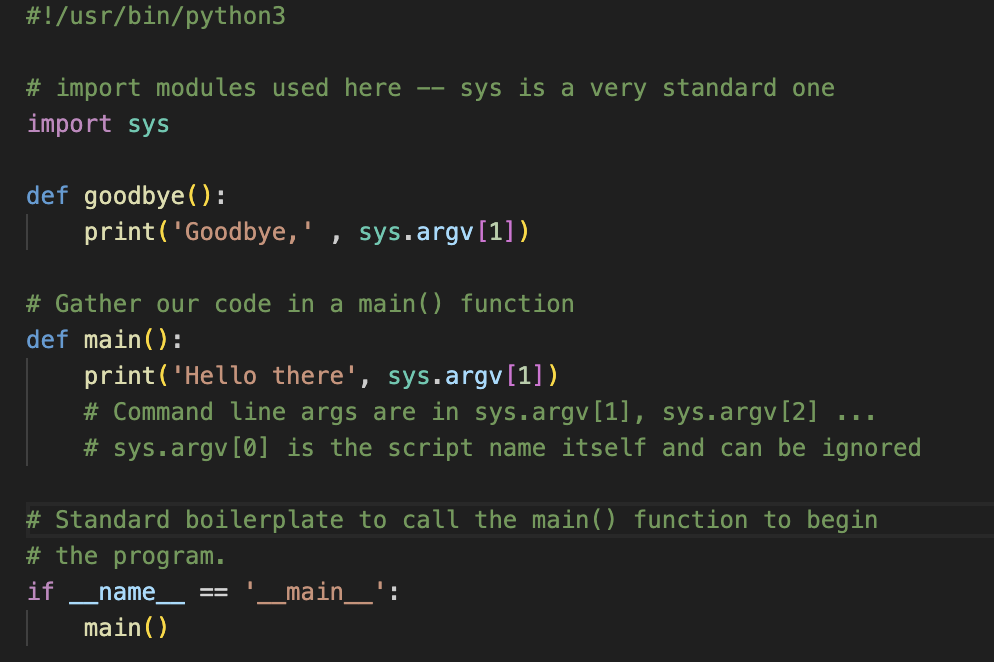 #!/usr/bin/python3
# import modules used here -- sys is a very standard one
import sys
def goodbye():
    print('Goodbye,' , sys.argv[1])
# Gather our code in a main() function
def main():
    print('Hello there', sys.argv[1])
    # Command line args are in sys.argv[1], sys.argv[2] ...
    # sys.argv[0] is the script name itself and can be ignored
# Standard boilerplate to call the main() function to begin
# the program.
if __name__ == '__main__':
    main()